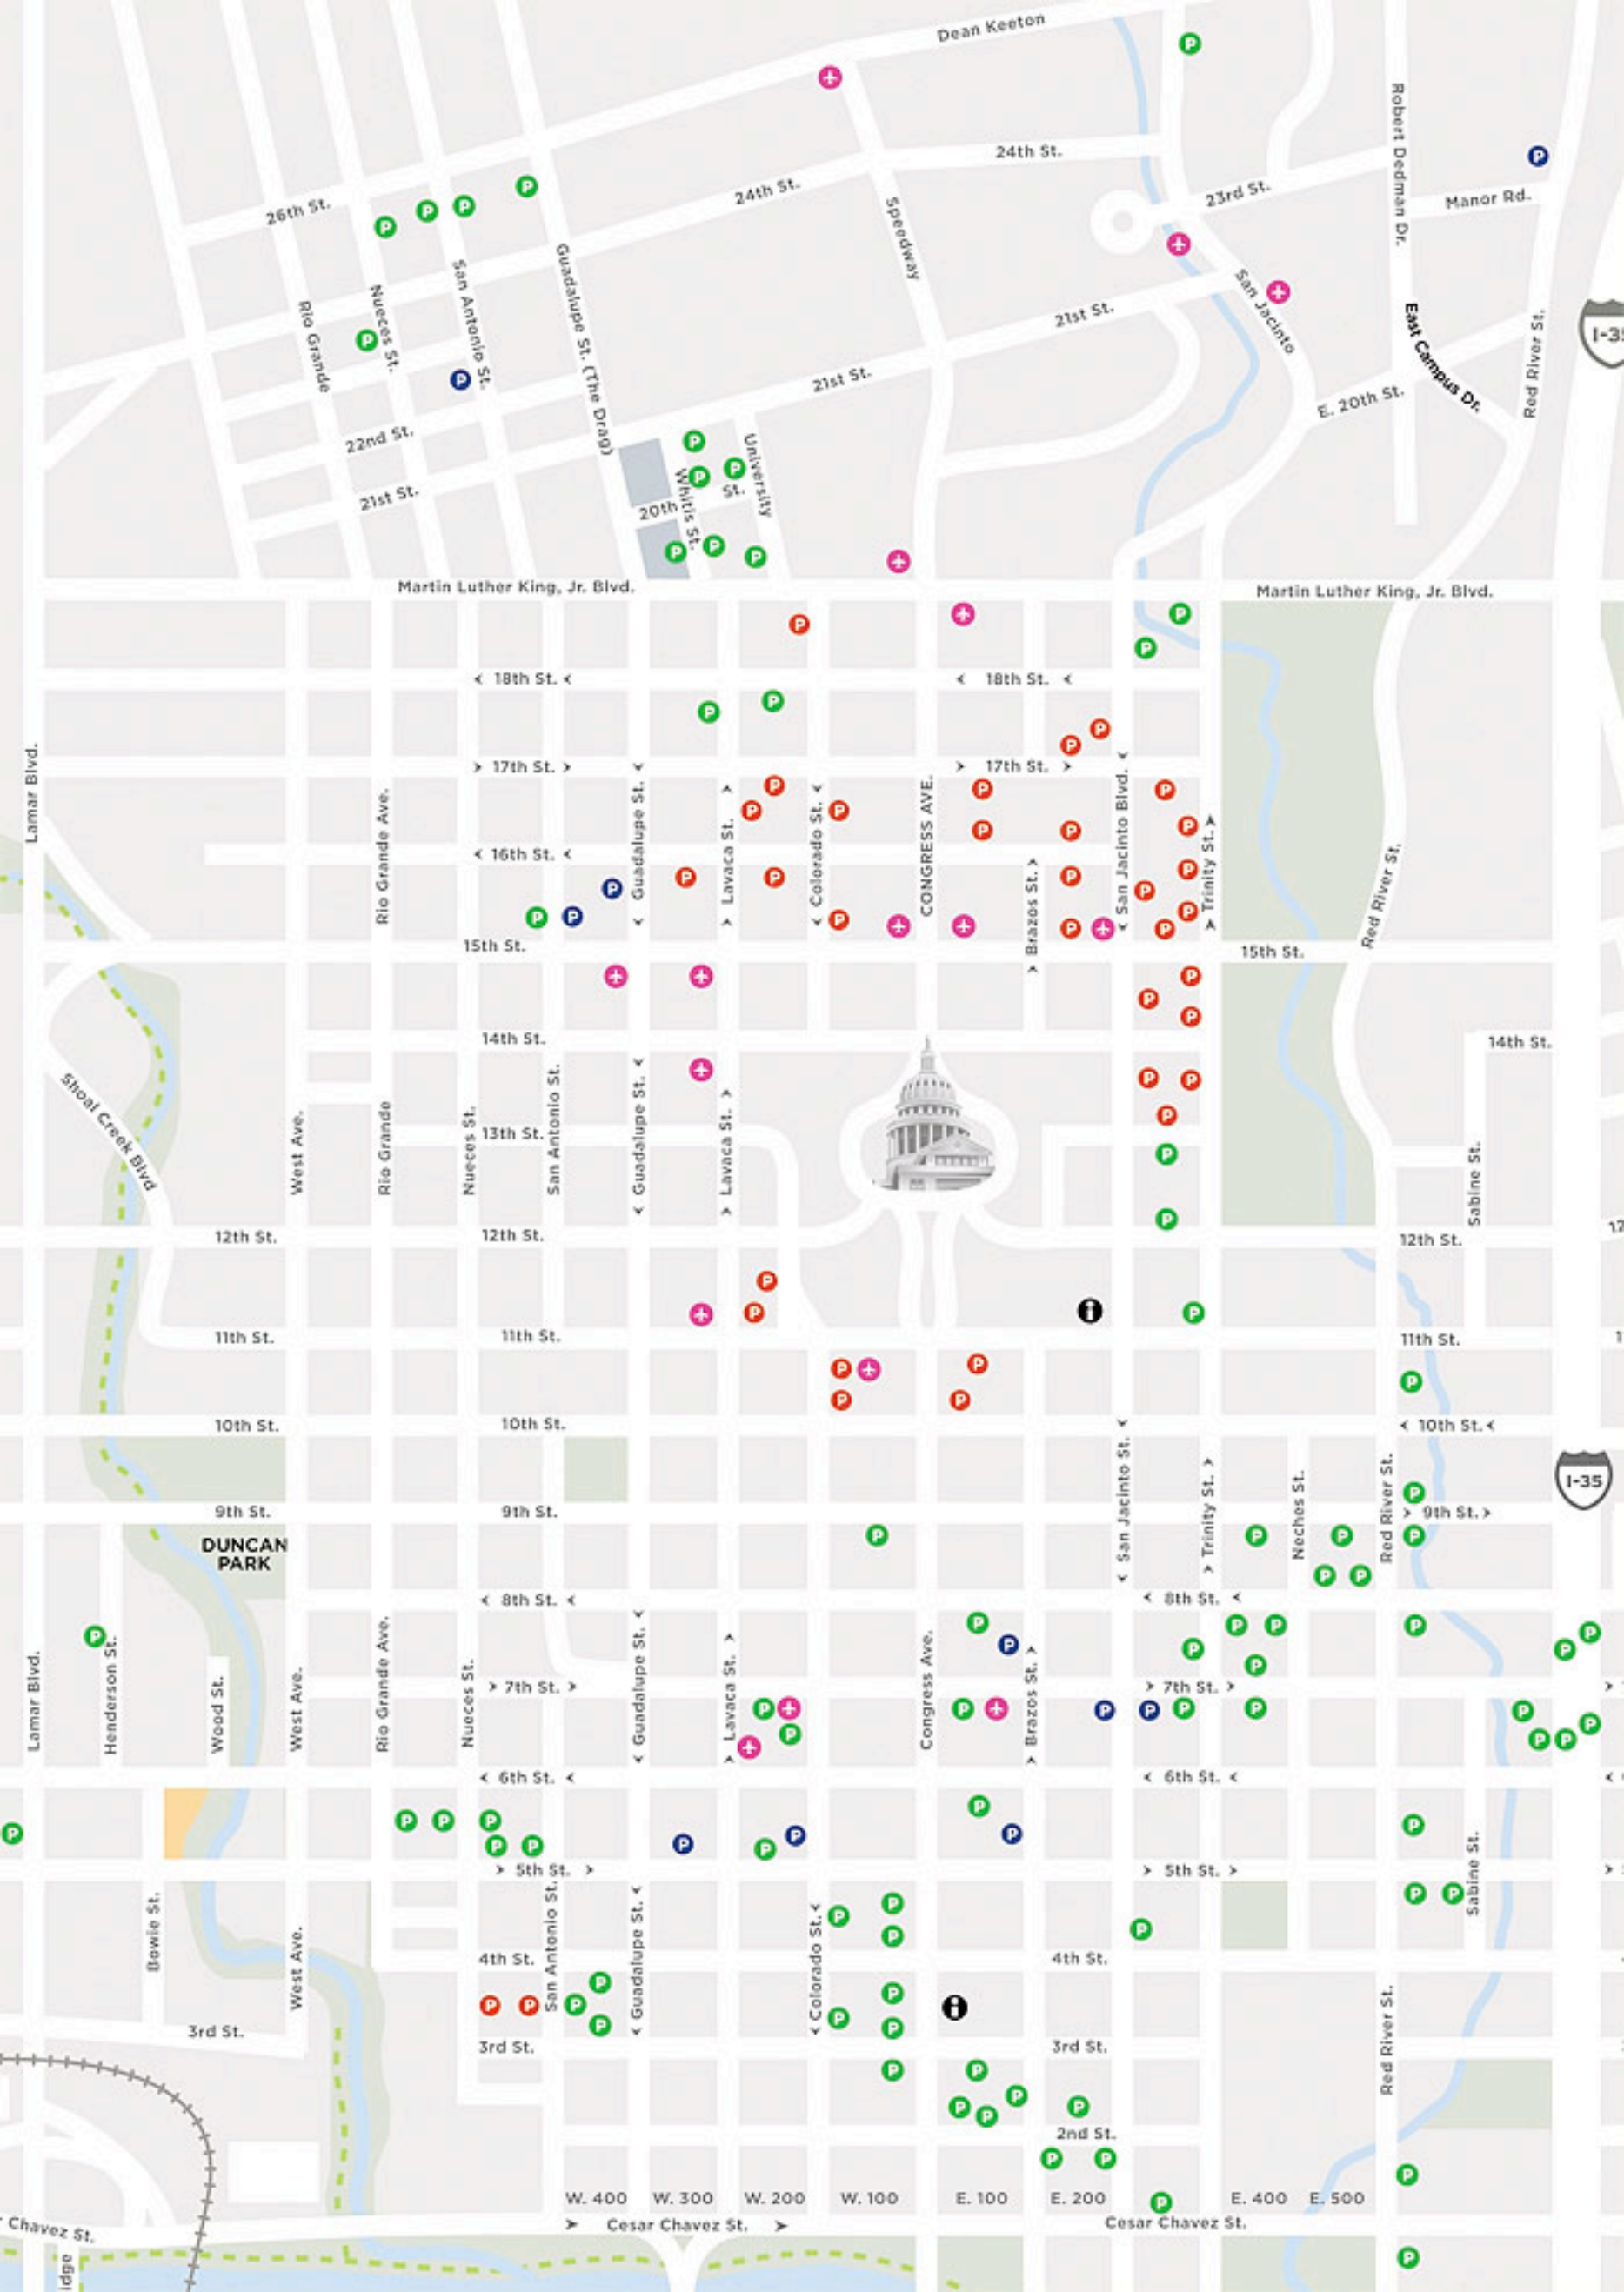 Dean Keeton
24th St.
24th St.
26th St.
23rd St.
Manor Rd.
Robert Dedman Dr.
Speedway
Guadalupe St. (The Drag)
San Antonio St.
Nueces St.
Rio Grande
San Jacinto
21st St.
East Campus Dr.
Red River St.
21st St.
E. 20th St.
22nd St.
21st St.
University
Whitis St.
20th St.
Martin Luther King, Jr. Blvd.
Martin Luther King, Jr. Blvd.
18th St.
18th St.
17th St.
17th St.
Lamar Blvd.
Rio Grande Ave.
Guadalupe St.
Lavaca St.
Colorado St.
CONGRESS AVE.
Brazos St.
San Jacinto Blvd.
Trinity St.
Red River St.
16th St.
15th St.
15th St.
14th St.
14th St.
Shoal Creek Blvd
West Ave.
Rio Grande
Nueces St.
San Antonio St.
Guadalupe St.
Lavaca St.
13th St.
Sabine St.
12th St.
12th St.
12th St.
11th St.
11th St.
11th St.
10th St.
10th St.
10th St.
I-35
9th St.
9th St.
9th St.
San Jacinto St.
Trinity St.
Neches St.
Red River St.
DUNCAN
PARK
8th St.
8th St.
Lamar Blvd.
Henderson St.
Wood St.
West Ave.
Rio Grande Ave.
Nueces St.
Guadalupe St.
Lavaca St.
Congress Ave.
Brazos St.
7th St.
7th St.
6th St.
6th St.
5th St.
5th St.
Bowie St.
West Ave.
San Antonio St.
Guadalupe St.
Colorado St.
Sabine St.
4th St.
4th St.
3rd St.
3rd St.
3rd St.
Red River St.
2nd St.
W. 400 W. 300 W. 200 W. 100 E. 100 E. 200 E. 400 E. 500
Chavez St.
Cesar Chavez St.
Cesar Chavez St.